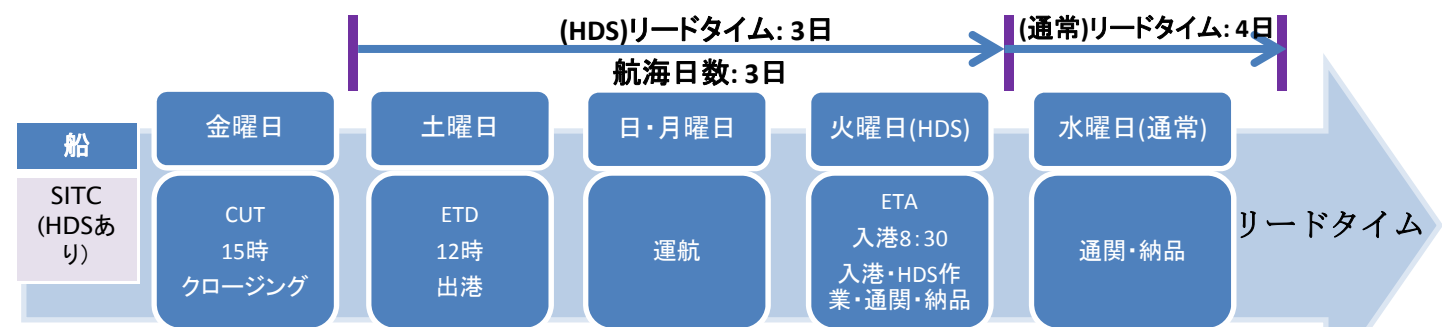 (HDS)リードタイム: 3日
(通常)リードタイム: 4日
航海日数: 3日
船
金曜日
土曜日
日・月曜日
火曜日(HDS)
水曜日(通常)
SITC
(HDSあ
り)
CUT
15時
クロージング
ETD
12時
出港
運航
ETA
入港8:30
入港・HDS作
業・通関・納品
通関・納品
リードタイム